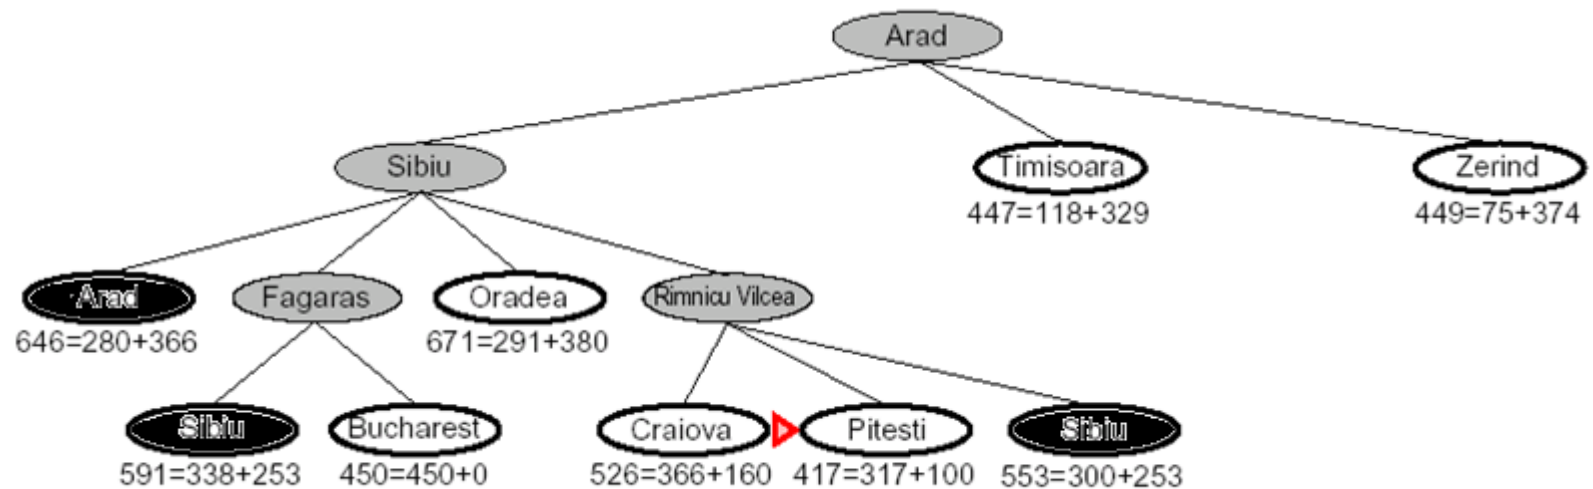 Arad
Sibiu
Timisoara
Zerind
447=118+329
449=75+374
Arad
Fagaras
Oradea
Rimnicu Vilcea
646=280+366
671=291+380
Sibiu
Bucharest
Craiova
Pitesti
Sibiu
591=338+253
450=450+0
526=366+160
417=317+100
553=300+253